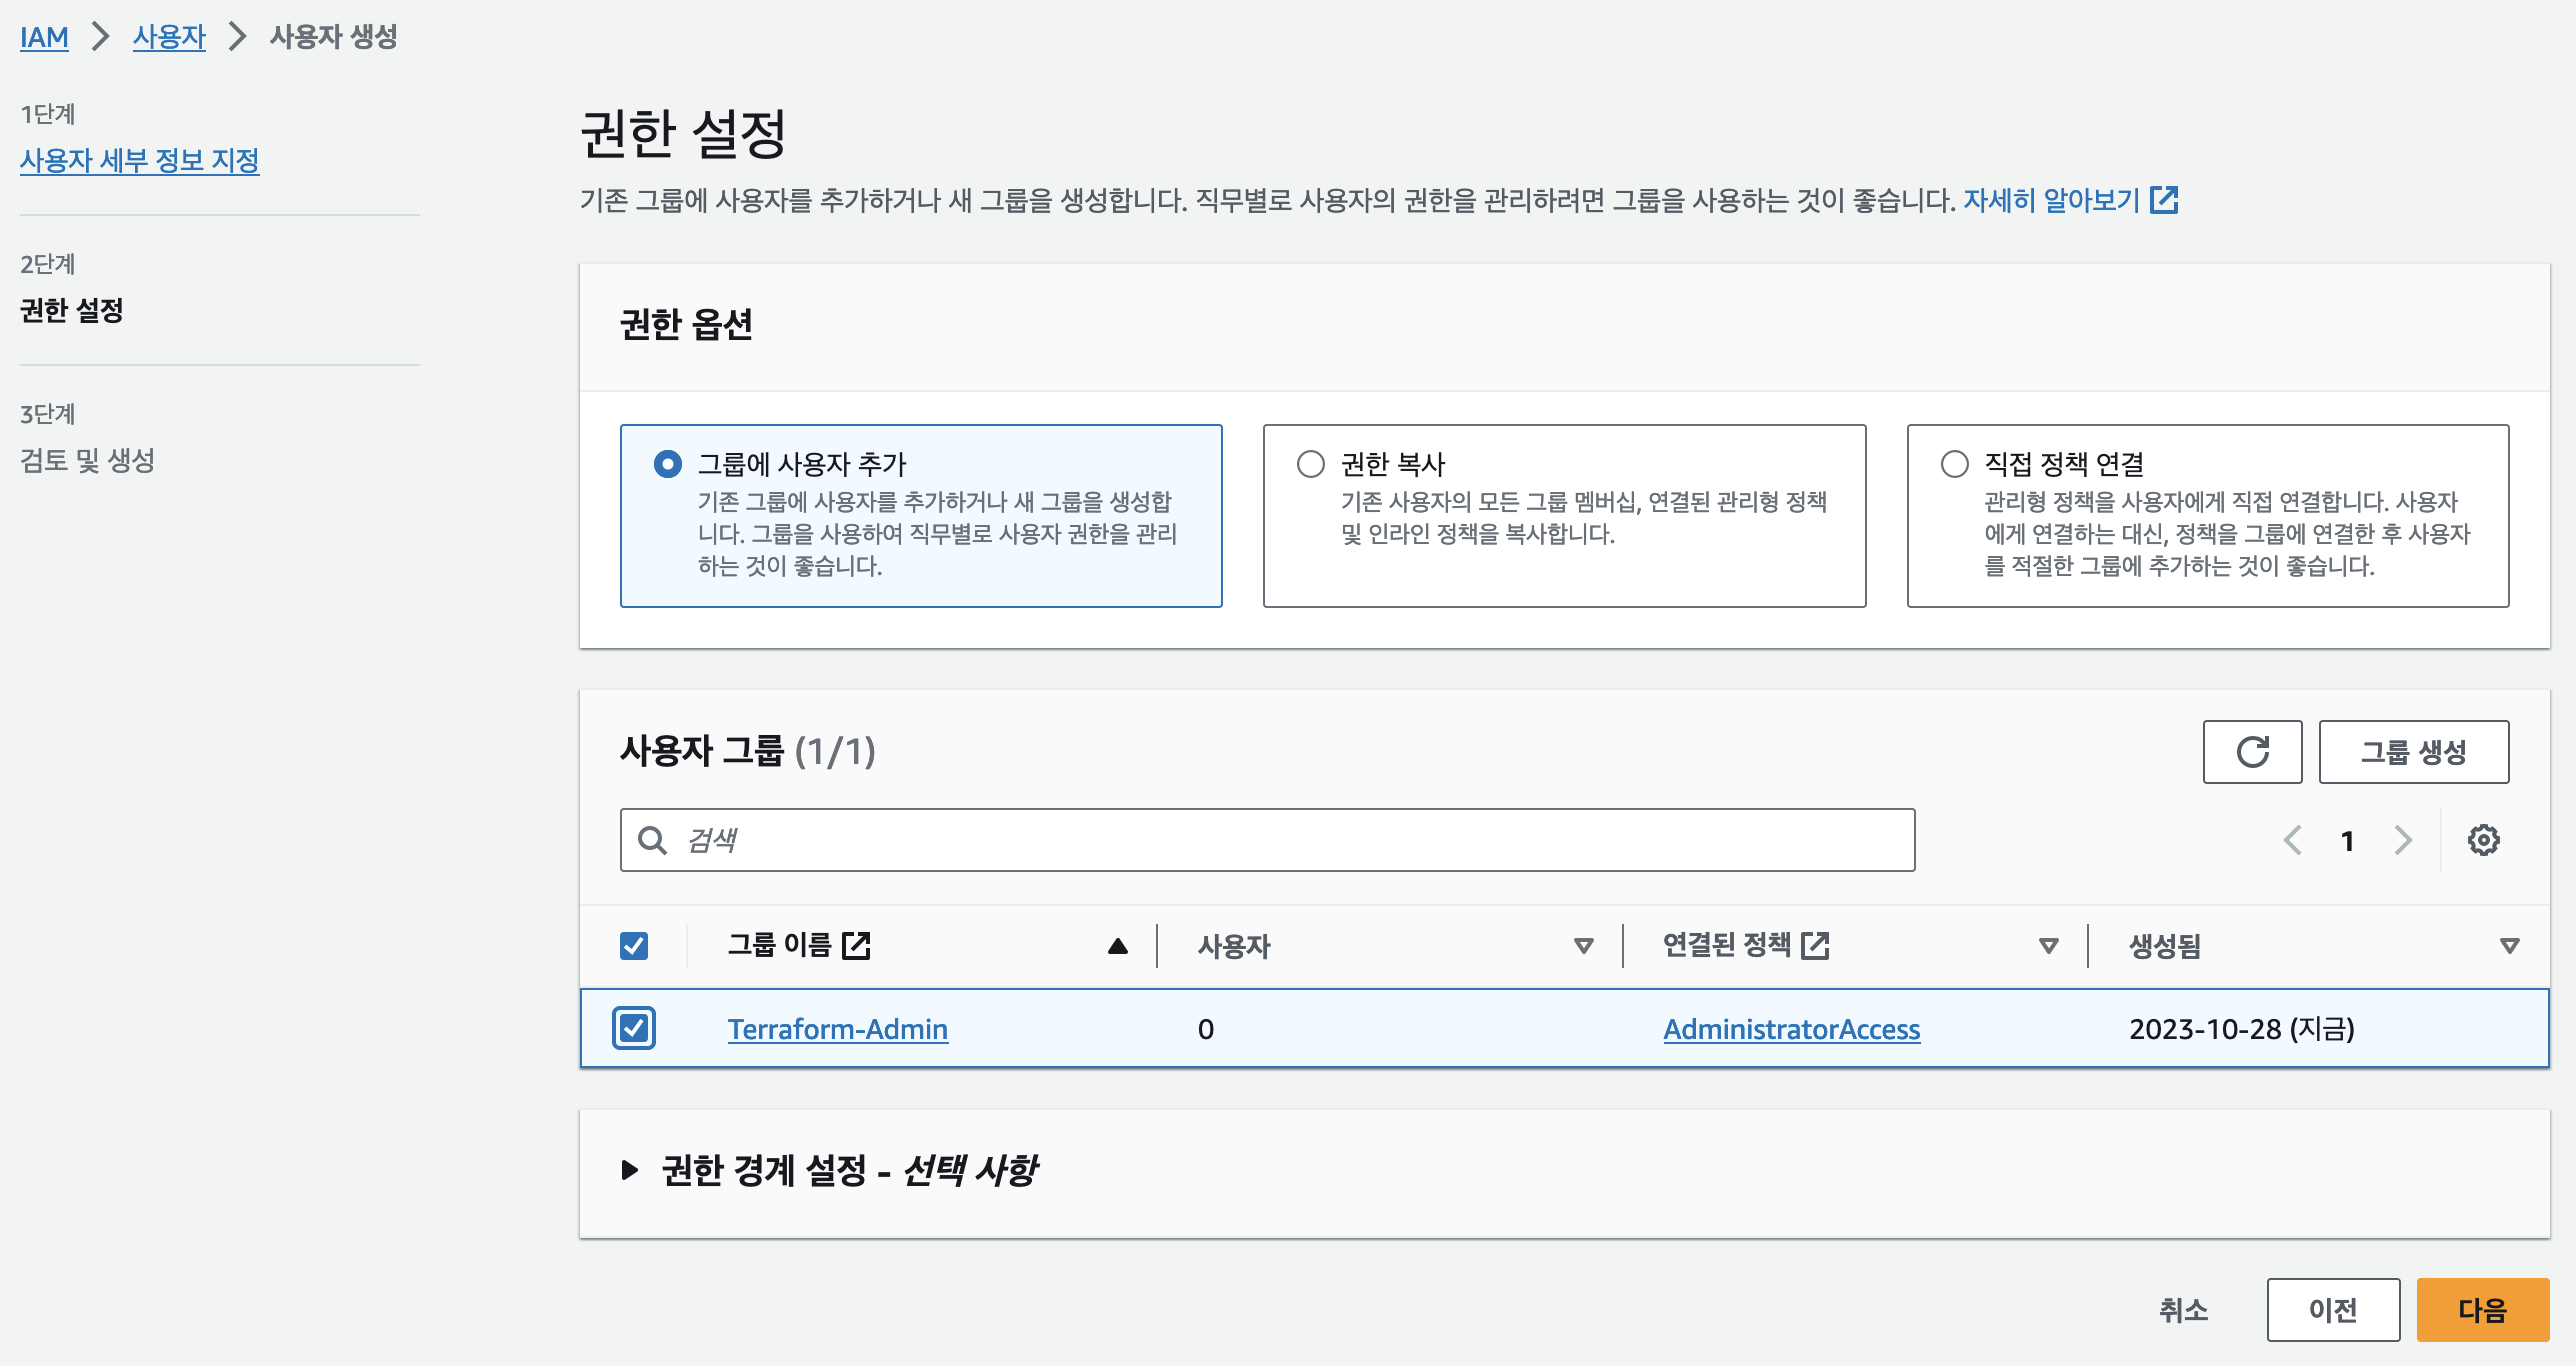 IAM > 사용자 > 사용자 생성
1단계
사용자 세부 정보 지정
2단계
권한 설정
3단계
검토 및 생성
권한 설정
기존 그룹에 사용자를 추가하거나 새 그룹을 생성합니다. 직무별로 사용자의 권한을 관리하려면 그룹을 사용하는 것이 좋습니다. 자세히 알아보기
권한 옵션
그룹에 사용자 추가
기존 그룹에 사용자를 추가하거나 새 그룹을 생성합
니다. 그룹을 사용하여 직무별로 사용자 권한을 관리
하는 것이 좋습니다.
권한 복사
기존 사용자의 모든 그룹 멤버십, 연결된 관리형 정책
및 인라인 정책을 복사합니다.
직접 정책 연결
관리형 정책을 사용자에게 직접 연결합니다. 사용자
에게 연결하는 대신, 정책을 그룹에 연결한 후 사용자
를 적절한 그룹에 추가하는 것이 좋습니다.
사용자 그룹 (1/1)
그룹 생성
검색
1
그룹 이름 사용자 연결된 정책 생성됨
Terraform-Admin 0 AdministratorAccess 2023-10-28 (지금)
권한 경계 설정 - 선택 사항
취소 이전 다음